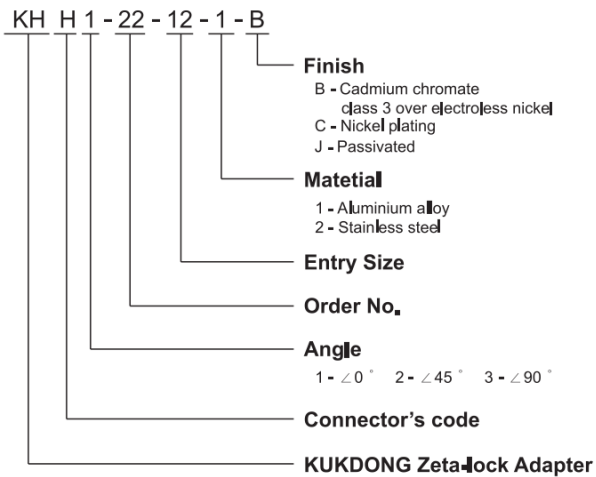 KH H 1 - 22 - 12 - 1 - B
Finish
B - Cadmium chromate
class 3 over electroless nickel
C - Nickel plating
J - Passivated
Matetial
1 - Aluminium alloy
2 - Stainless steel
Entry Size
Order No.
Angle
1 - ∠0° 2 - ∠45° 3 - ∠90°
Connector's code
KUKDONG Zeta-lock Adapter